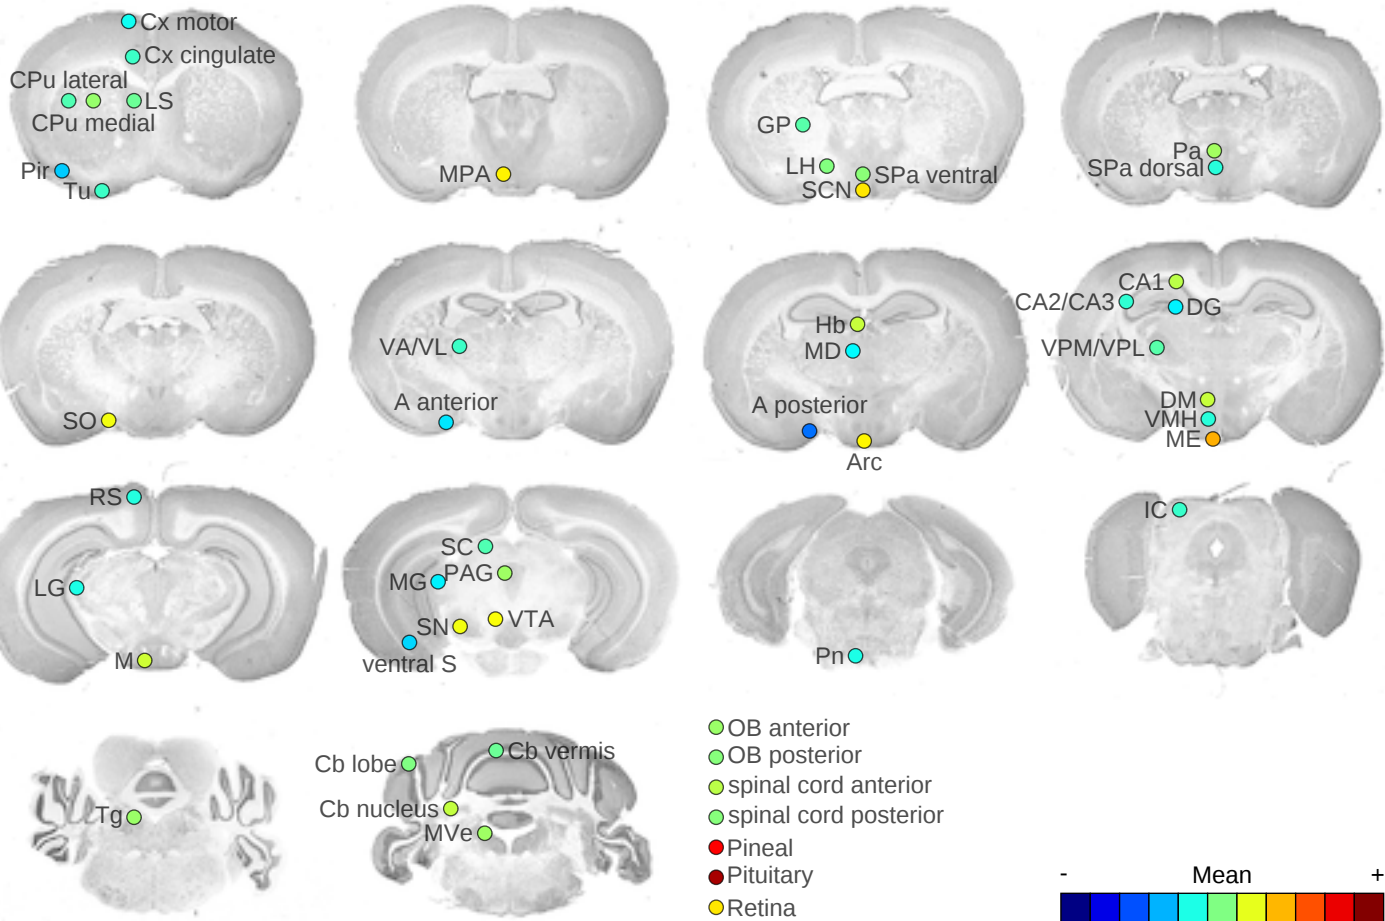 Cx motor
Cx cingulate
CPu lateral
LS
CPu medial
Pir
Tu
MPA
GP
LH
SPa ventral
SCN
Pa
SPa dorsal
SO
VA/VL
A anterior
Hb
MD
A posterior
Arc
CA1
CA2/CA3
DG
VPM/VPL
DM
VMH
ME
RS
LG
M
SC
MG
PAG
SN
VTA
ventral S
Pn
IC
Tg
Cb lobe
Cb vermis
Cb nucleus
MVe
OB anterior
OB posterior
spinal cord anterior
spinal cord posterior
Pineal
Pituitary
Retina
- Mean +